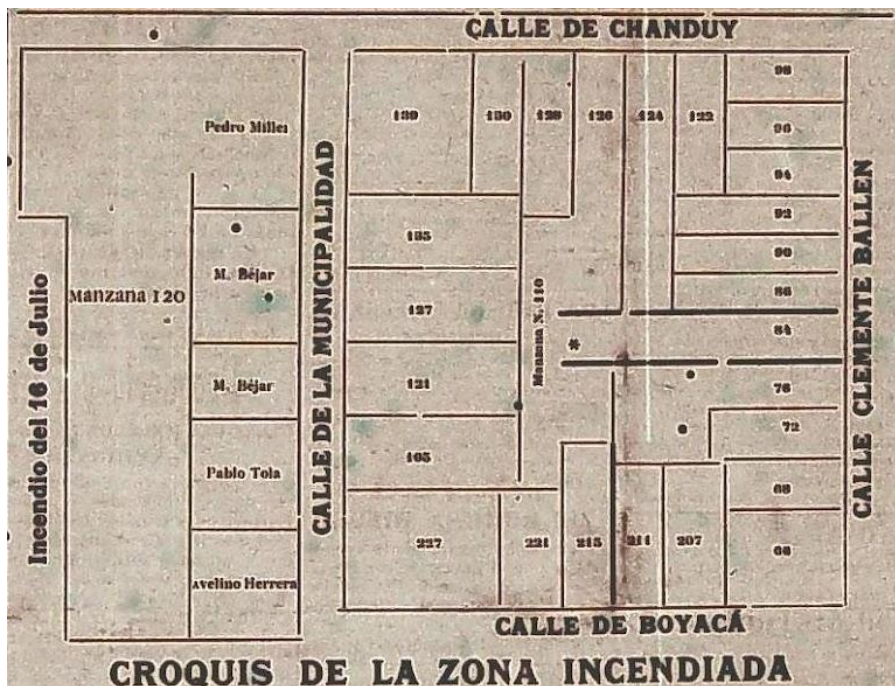 CALLE DE CHANDUY
Pedro Miller
M. Béjar
Manzana 120
M. Béjar
Pablo Tola
Avelino Herrera
Incendio del 16 de Julio
CALLE DE LA MUNICIPALIDAD
139
130
128
126
124
122
98
96
94
92
90
86
84
76
72
68
66
135
127
121
105
227
221
215
211
207
Manzana N. 110
*
CALLE CLEMENTE BALLEN
CALLE DE BOYACÁ
CROQUIS DE LA ZONA INCENDIADA